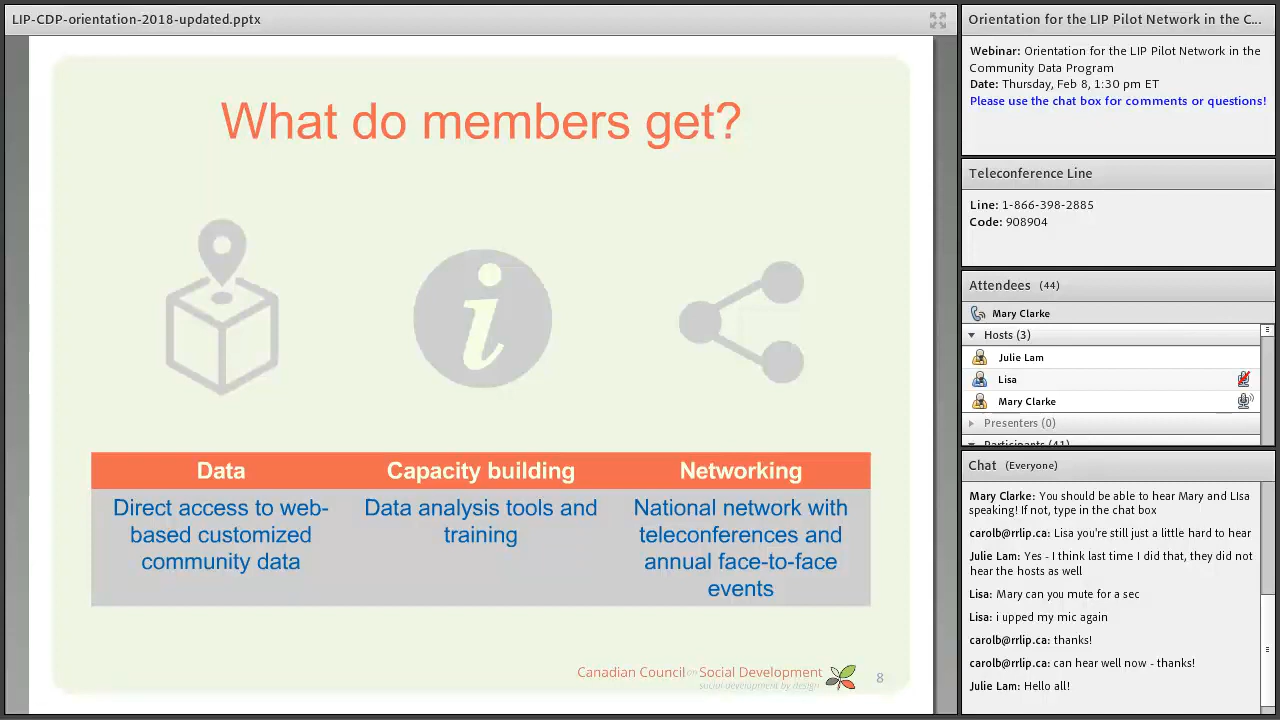 LIP-CDP-orientation-2018-updated.pptx
What do members get?
i
Data
Capacity building
Networking
Direct access to web-
based customized
community data
Data analysis tools and
training
National network with
teleconferences and
annual face-to-face
events
Canadian Council on Social Development
social development by design
8
Orientation for the LIP Pilot Network in the C...
Webinar: Orientation for the LIP Pilot Network in the
Community Data Program
Date: Thursday, Feb 8, 1:30 pm ET
Please use the chat box for comments or questions!
Teleconference Line
Line: 1-866-398-2885
Code: 908904
Attendees (44)
Mary Clarke
Hosts (3)
Julie Lam
Lisa
Mary Clarke
Presenters (0)
Participants (41)
Chat (Everyone)
Mary Clarke: You should be able to hear Mary and LIsa
speaking! If not, type in the chat box
carolb@rrlip.ca: Lisa you're still just a little hard to hear
Julie Lam: Yes - I think last time I did that, they did not
hear the hosts as well
Lisa: Mary can you mute for a sec
Lisa: i upped my mic again
carolb@rrlip.ca: thanks!
carolb@rrlip.ca: can hear well now - thanks!
Julie Lam: Hello all!